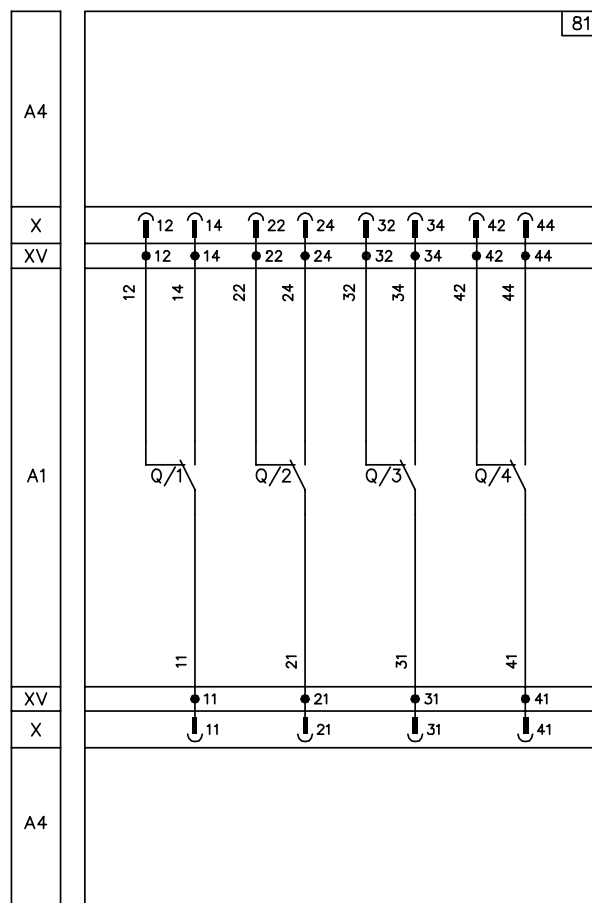 81
A4
X 12 14 22 24 32 34 42 44
XV 12 14 22 24 32 34 42 44
12 14 22 24 32 34 42 44
A1 Q/1 Q/2 Q/3 Q/4
11 21 31 41
XV 11 21 31 41
X 11 21 31 41
A4